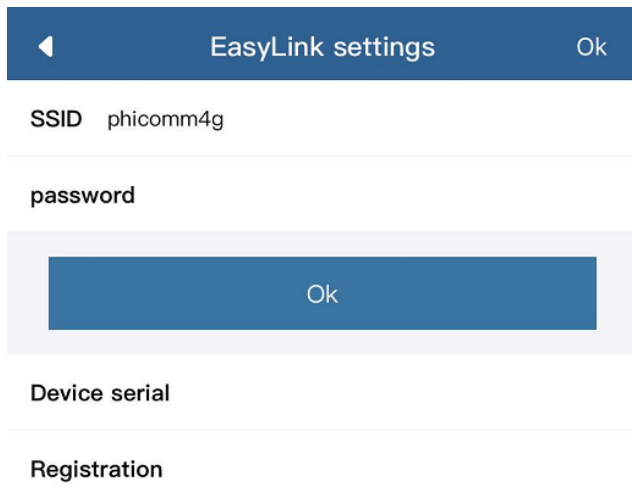 EasyLink settings Ok
SSID phicomm4g
password
Ok
Device serial
Registration